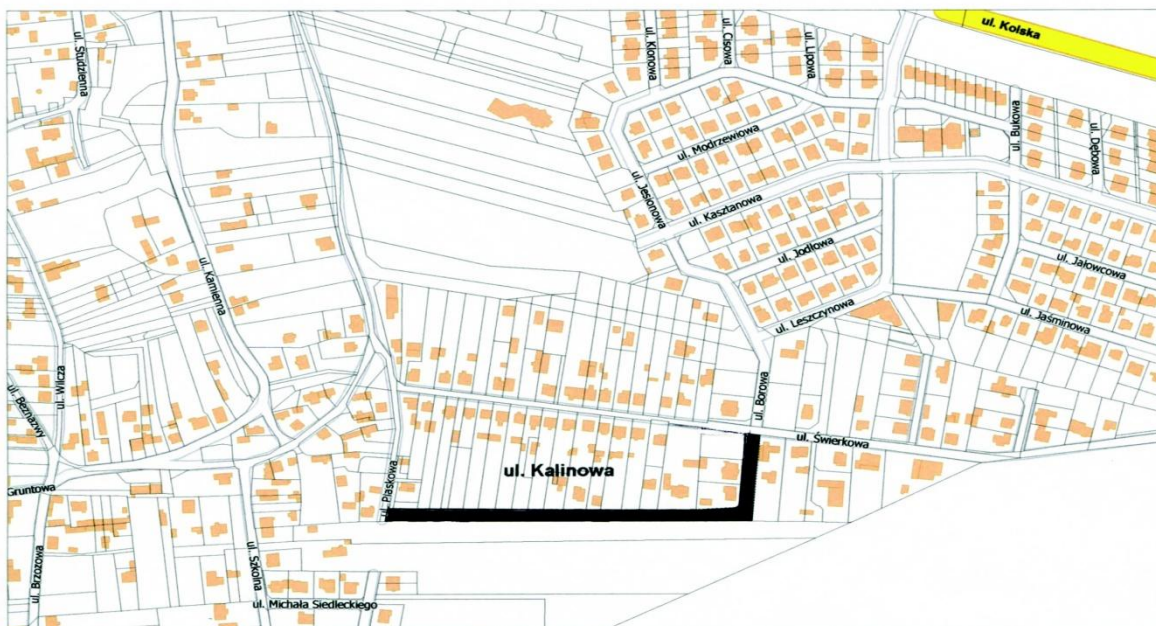 ul. Kolska
ul. Studzienna
ul. Klonowa
ul. Cisowa
ul. Lipowa
ul. Bukowa
ul. Dębowa
ul. Modrzewiowa
ul. Jesionowa
ul. Kasztanowa
ul. Jodłowa
ul. Jałowcowa
ul. Kamienna
ul. Leszczynowa
ul. Jaśminowa
ul. Wilcza
ul. Beznazwy
ul. Borowa
ul. Świerkowa
ul. Kalinowa
ul. Piaskowa
Gruntowa
ul. Brzozowa
ul. Szkolna
ul. Michała Siedleckiego